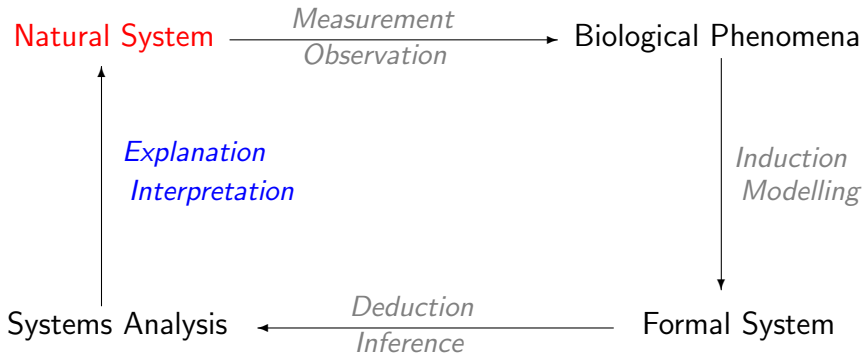 Natural System
Measurement
Observation
Biological Phenomena
Explanation
Interpretation
Induction
Modelling
Systems Analysis
Deduction
Inference
Formal System